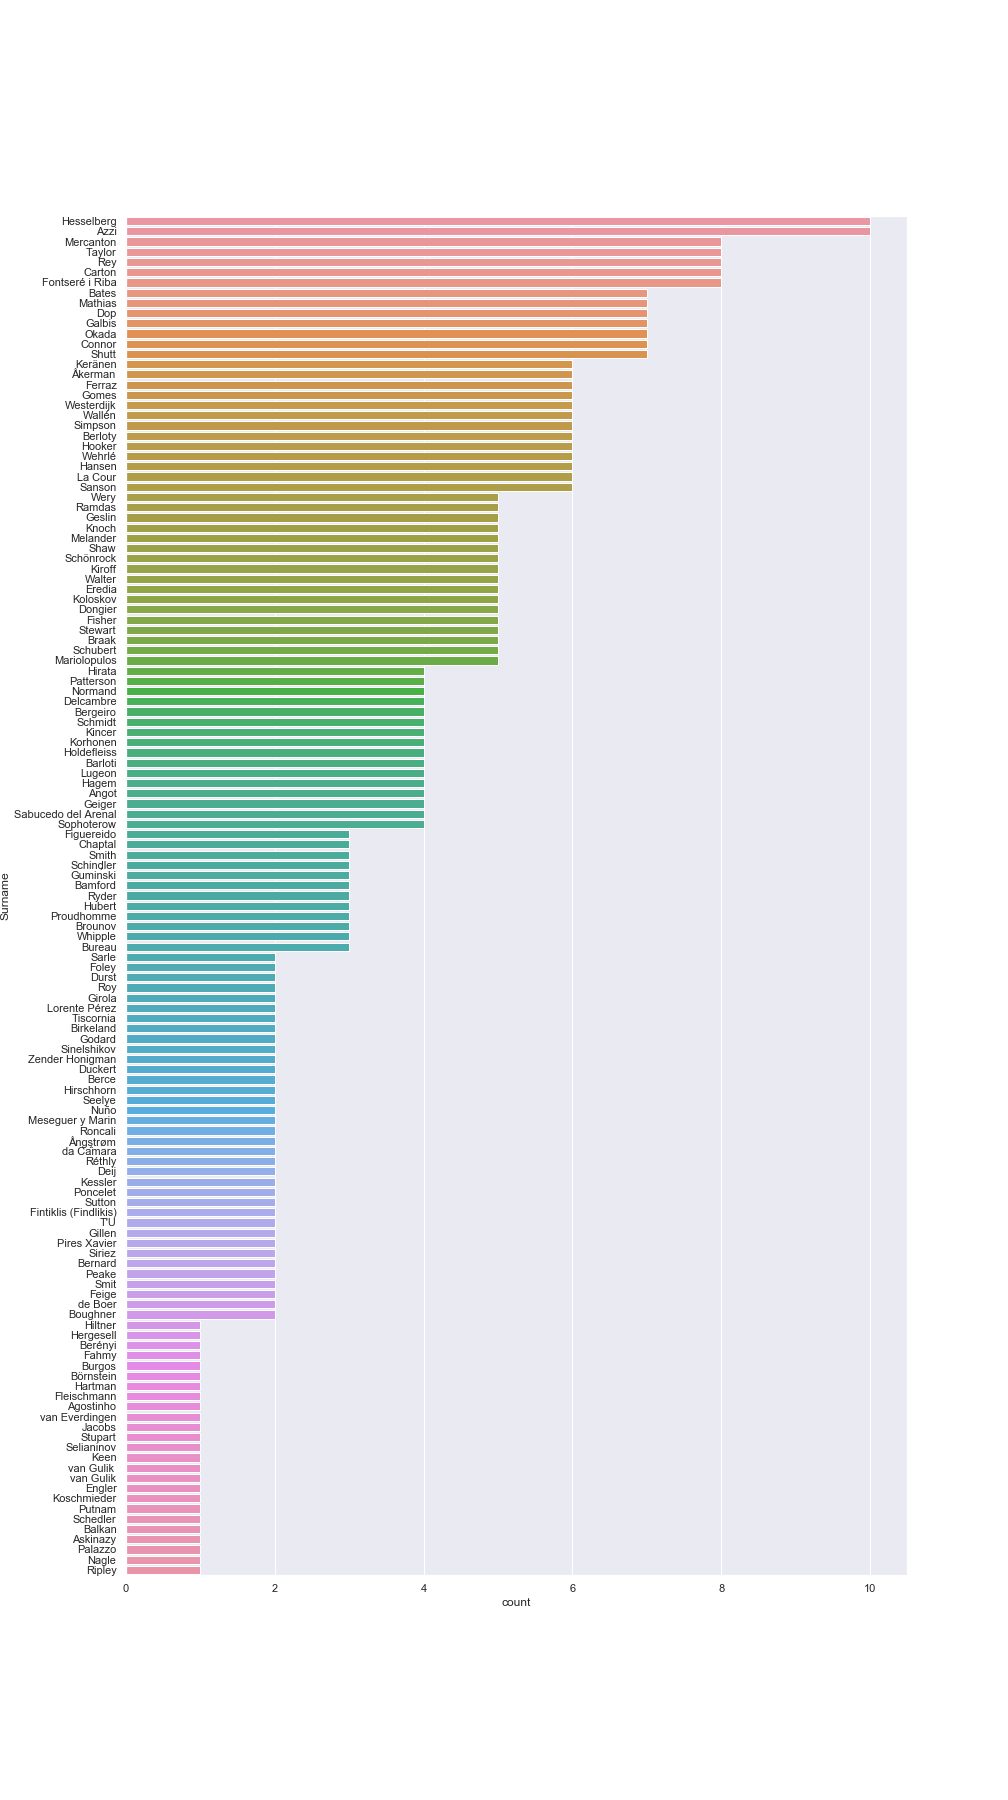 Hesselberg
Azzi
Mercanton
Taylor
Rey
Carton
Fontseré i Riba
Bates
Mathias
Dop
Galbis
Okada
Connor
Shutt
Keränen
Åkerman
Ferraz
Gomes
Westerdijk
Wallén
Simpson
Berloty
Hooker
Wehrlé
Hansen
La Cour
Sanson
Wery
Ramdas
Geslin
Knoch
Melander
Shaw
Schönrock
Kiroff
Walter
Eredia
Koloskov
Dongier
Fisher
Stewart
Braak
Schubert
Mariolopulos
Hirata
Patterson
Normand
Delcambre
Bergeiro
Schmidt
Kincer
Korhonen
Holdefleiss
Barloti
Lugeon
Hagem
Angot
Geiger
Sabucedo del Arenal
Sophoterow
Figuereido
Chaptal
Smith
Schindler
Guminski
Bamford
Ryder
Hubert
Proudhomme
Brounov
Whipple
Bureau
Sarle
Foley
Durst
Roy
Girola
Lorente Pérez
Tiscornia
Birkeland
Godard
Sinelshikov
Zender Honigman
Duckert
Berce
Hirschhorn
Seelye
Nuño
Meseguer y Marin
Roncali
Ångstrøm
da Câmara
Réthly
Deij
Kessler
Poncelet
Sutton
Fintiklis (Findlikis)
T'U
Gillen
Pires Xavier
Siriez
Bernard
Peake
Smit
Feige
de Boer
Boughner
Hiltner
Hergesell
Berényi
Fahmy
Burgos
Börnstein
Hartman
Fleischmann
Agostinho
van Everdingen
Jacobs
Stupart
Selianinov
Keen
van Gulik
van Gulik
Engler
Koschmieder
Putnam
Schedler
Balkan
Askinazy
Palazzo
Nagle
Ripley
Surname
0 2 4 6 8 10
count